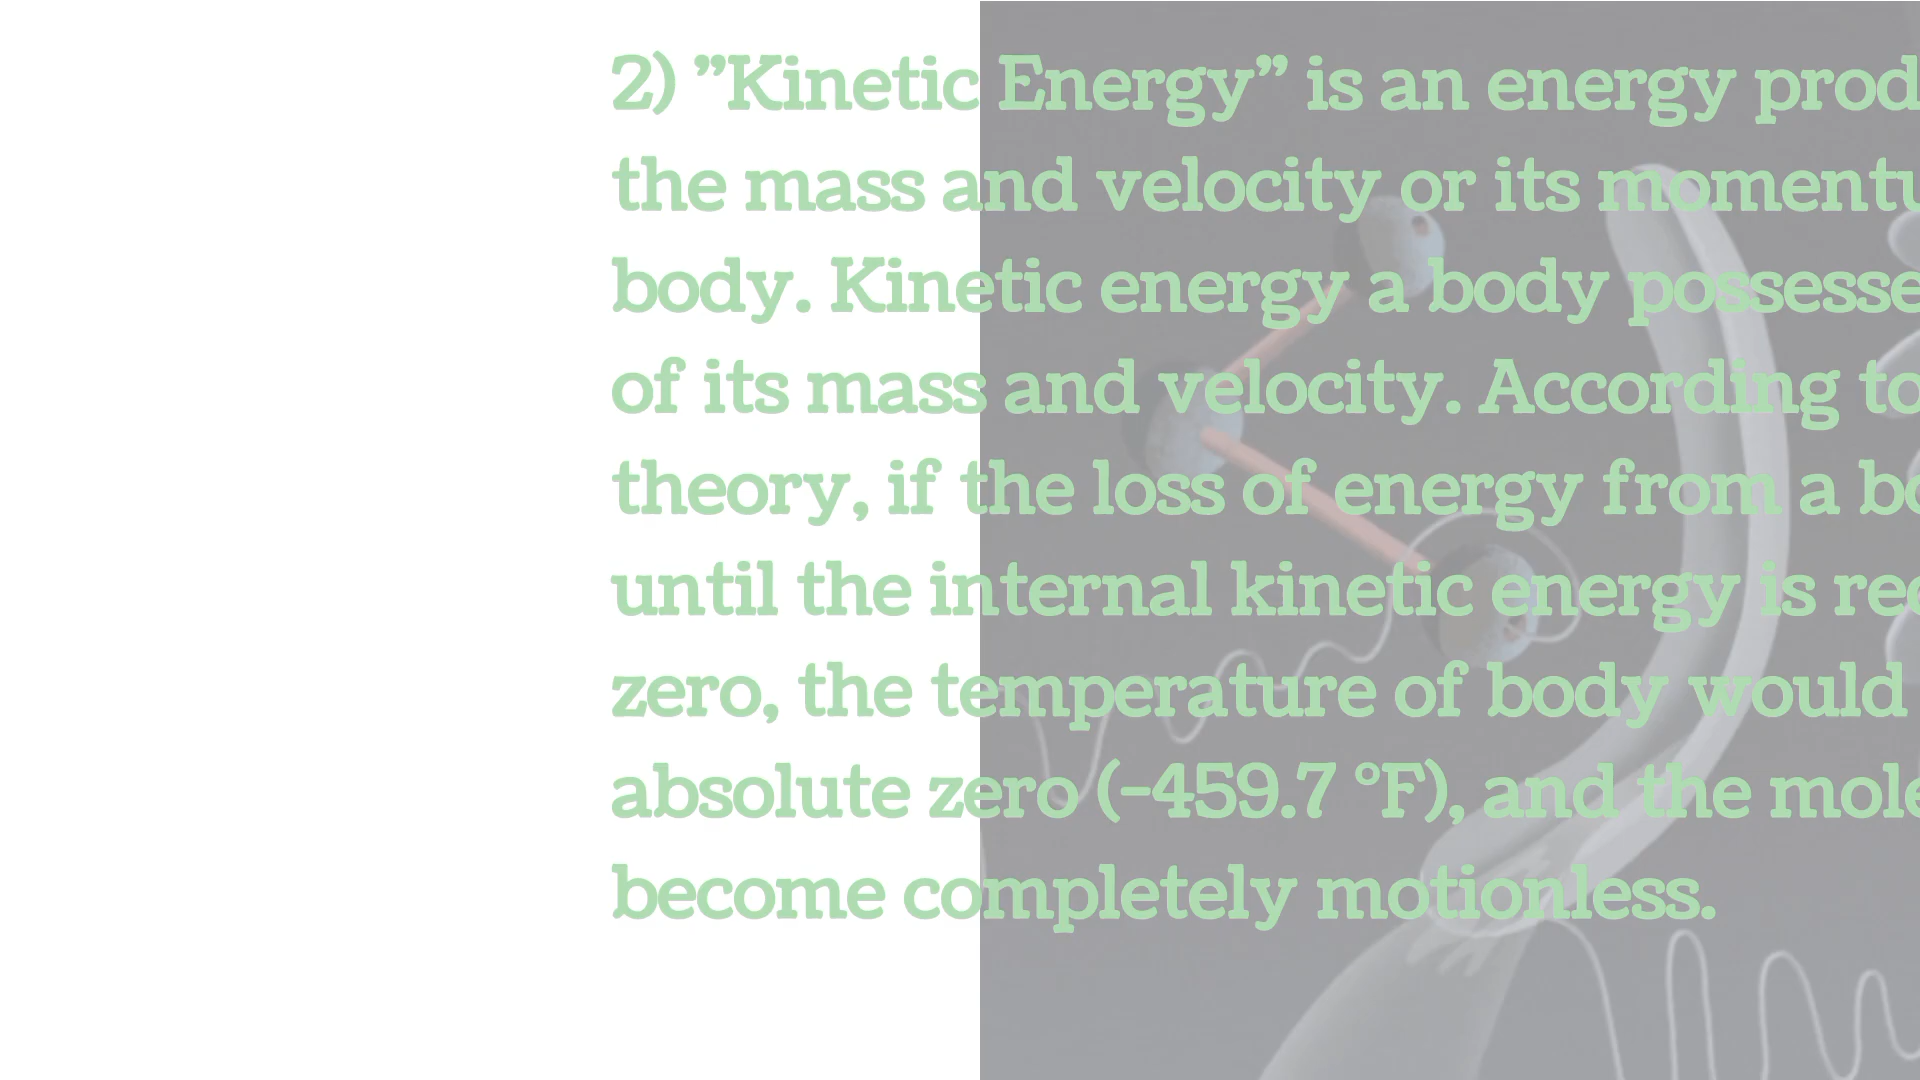 2) ”Kinetic Energy” is an energy prod
the mass and velocity or its momentu
body. Kinetic energy a body possesse
of its mass and velocity. According to
theory, if the loss of energy from a bo
until the internal kinetic energy is red
zero, the temperature of body would
absolute zero (-459.7 °F), and the mole
become completely motionless.